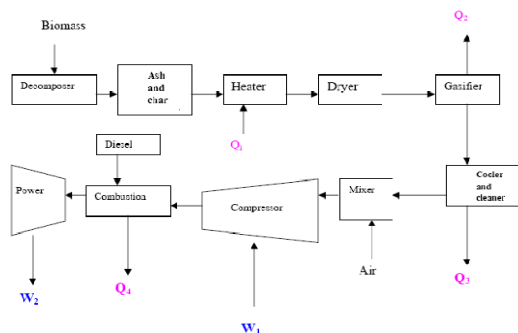 Biomass
Q2
Decomposer
Ash
and
char
Heater
Dryer
Gasifier
Q1
Diesel
Power
Combustion
Compressor
Mixer
Cooler
and
cleaner
Air
W2
Q4
W1
Q3